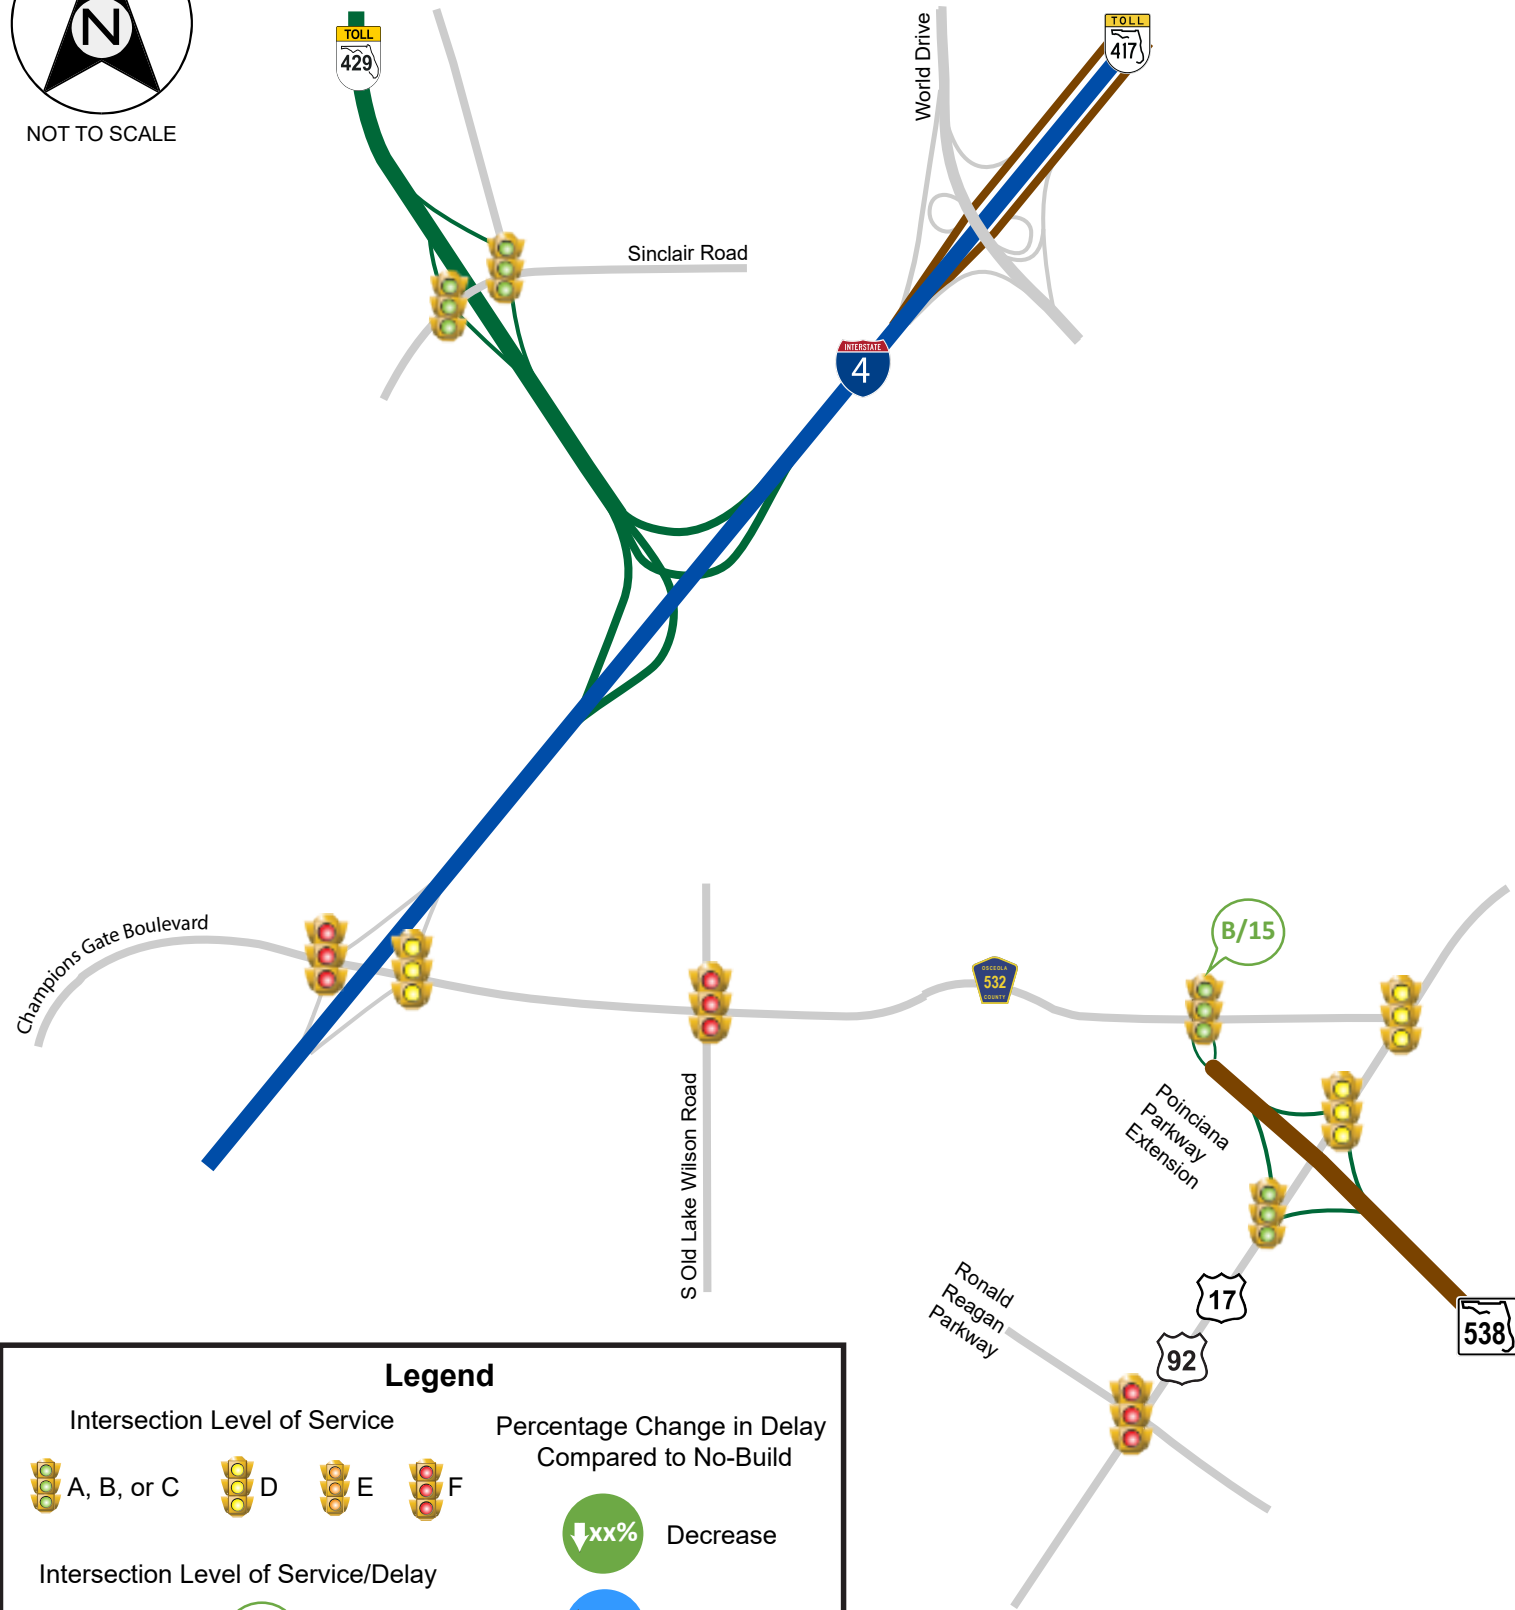 N
NOT TO SCALE
TOLL
429
World Drive
TOLL
417
Sinclair Road
INTERSTATE
4
Champions Gate Boulevard
B/15
OSCEOLA
532
COUNTY
S Old Lake Wilson Road
Poinciana
Parkway
Extension
17
92
538
Ronald
Reagan
Parkway
Legend
Intersection Level of Service
A, B, or C
D
E
F
Intersection Level of Service/Delay
Percentage Change in Delay
Compared to No-Build
xx%
Decrease